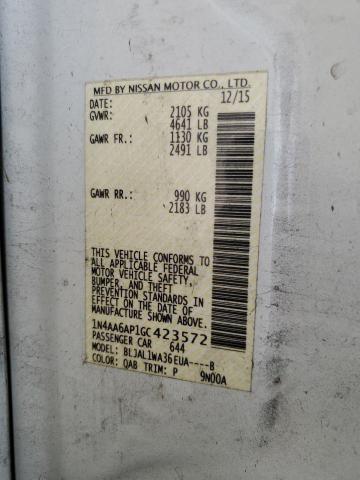 MFD BY NISSAN MOTOR CO., LTD.
DATE: 12/15
GVWR: 2105 KG
4641 LB
GAWR FR.: 1130 KG
2491 LB
GAWR RR.: 990 KG
2183 LB
THIS VEHICLE CONFORMS TO
ALL APPLICABLE FEDERAL
MOTOR VEHICLE SAFETY,
BUMPER, AND THEFT
PREVENTION STANDARDS IN
EFFECT ON THE DATE OF
MANUFACTURE SHOWN ABOVE.
1N4AA6AP1GC423572
PASSENGER CAR 644
MODEL: BLJAL1WA36EUA----B
COLOR: QAB TRIM: P 9N00A